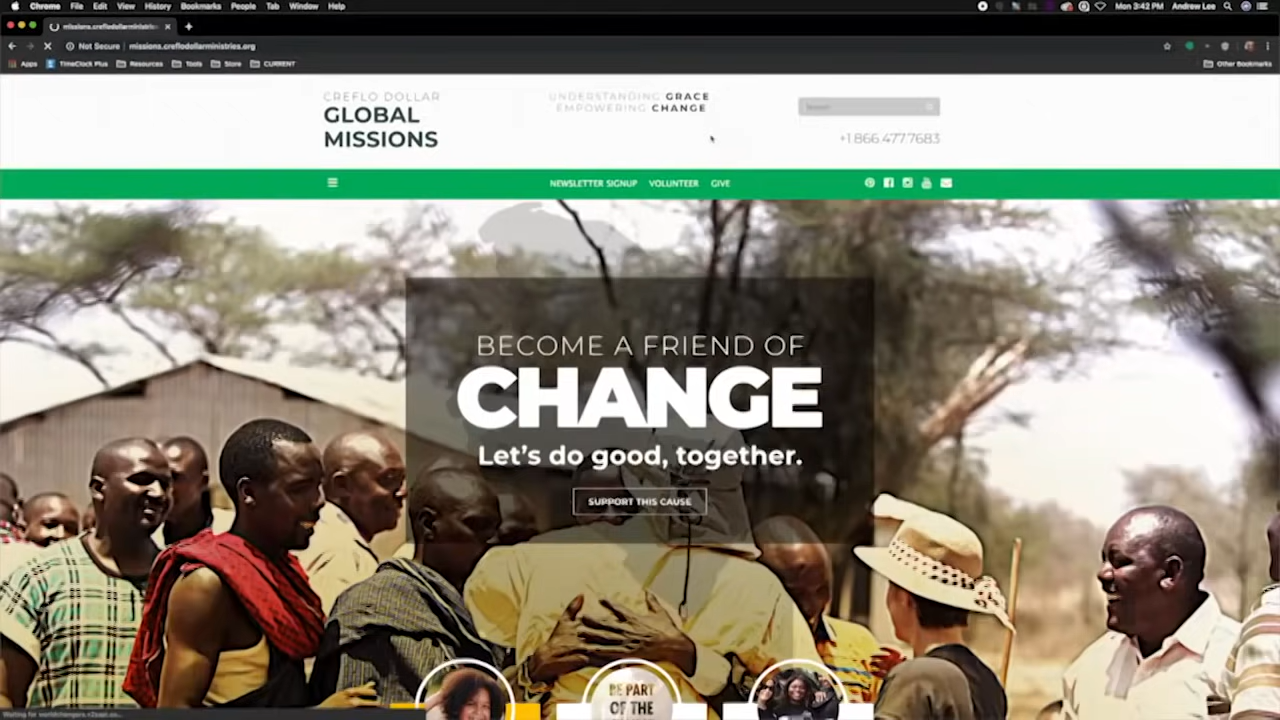 Chrome File Edit View History Bookmarks People Tab Window Help Mon 3:42 PM Andrew Lee
missions.creflodollarministries
Not Secure missions.creflodollarministries.org
Apps TimeClock Plus Resources Tools Store CURRENT Other Bookmarks
CREFLO DOLLAR
GLOBAL
MISSIONS
UNDERSTANDING GRACE
EMPOWERING CHANGE
Search
+1.866.477.7683
NEWSLETTER SIGNUP VOLUNTEER GIVE
BECOME A FRIEND OF
CHANGE
Let's do good, together.
SUPPORT THIS CAUSE
BE PART
OF THE